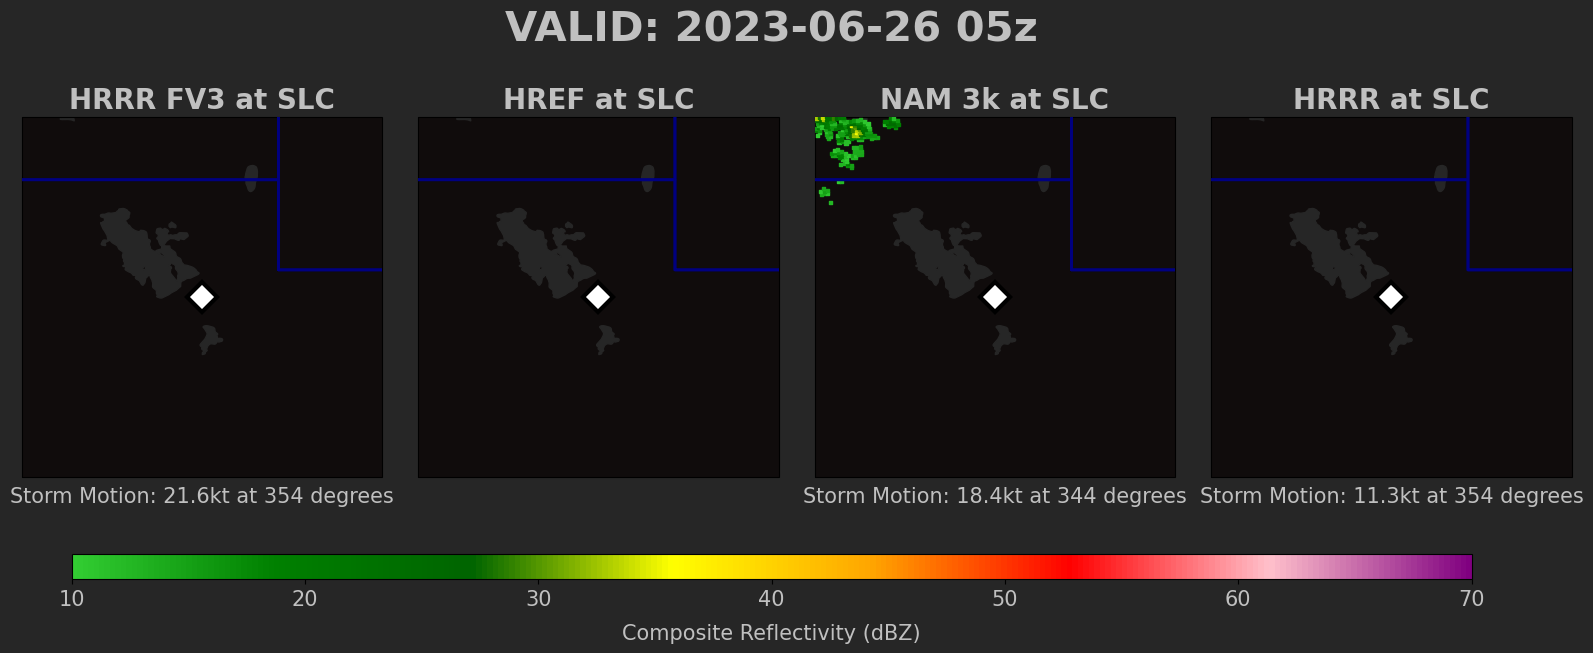 VALID: 2023-06-26 05z
HRRR FV3 at SLC
HREF at SLC
NAM 3k at SLC
HRRR at SLC
Storm Motion: 21.6kt at 354 degrees
Storm Motion: 18.4kt at 344 degrees
Storm Motion: 11.3kt at 354 degrees
10 20 30 40 50 60 70
Composite Reflectivity (dBZ)